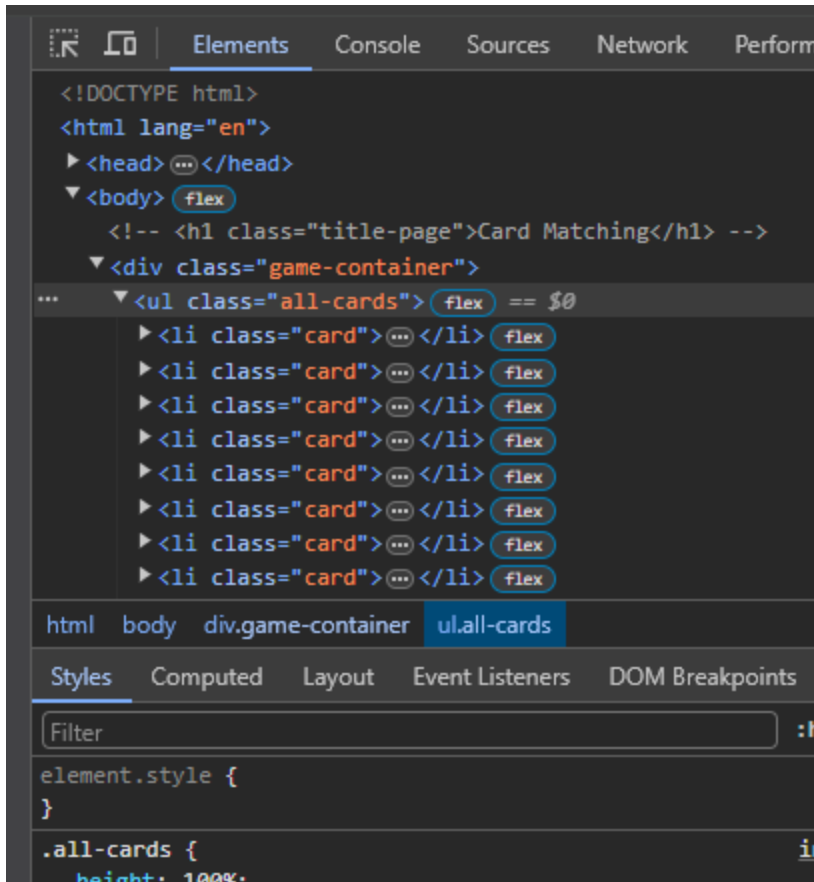 Elements Console Sources Network Perform
<!DOCTYPE html>
<html lang="en">
<head> ... </head>
<body> flex
<!-- <h1 class="title-page">Card Matching</h1> -->
<div class="game-container">
... <ul class="all-cards"> flex == $0
<li class="card"> ... </li> flex
<li class="card"> ... </li> flex
<li class="card"> ... </li> flex
<li class="card"> ... </li> flex
<li class="card"> ... </li> flex
<li class="card"> ... </li> flex
<li class="card"> ... </li> flex
<li class="card"> ... </li> flex
html body div.game-container ul.all-cards
Styles Computed Layout Event Listeners DOM Breakpoints
Filter :h
element.style {
}
.all-cards { in
height: 100%;